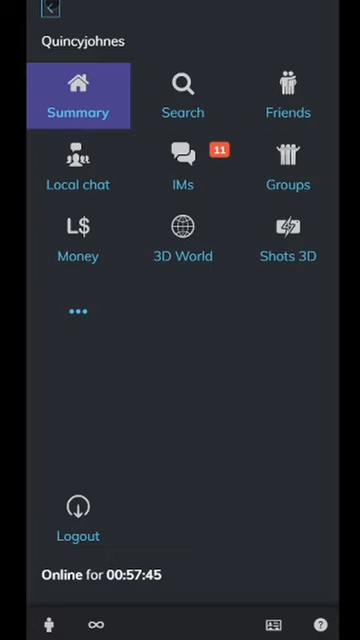 Quincyjohnes
Summary
Search
Friends
Local chat
IMs
11
Groups
L$
Money
3D World
Shots 3D
Logout
Online for 00:57:45